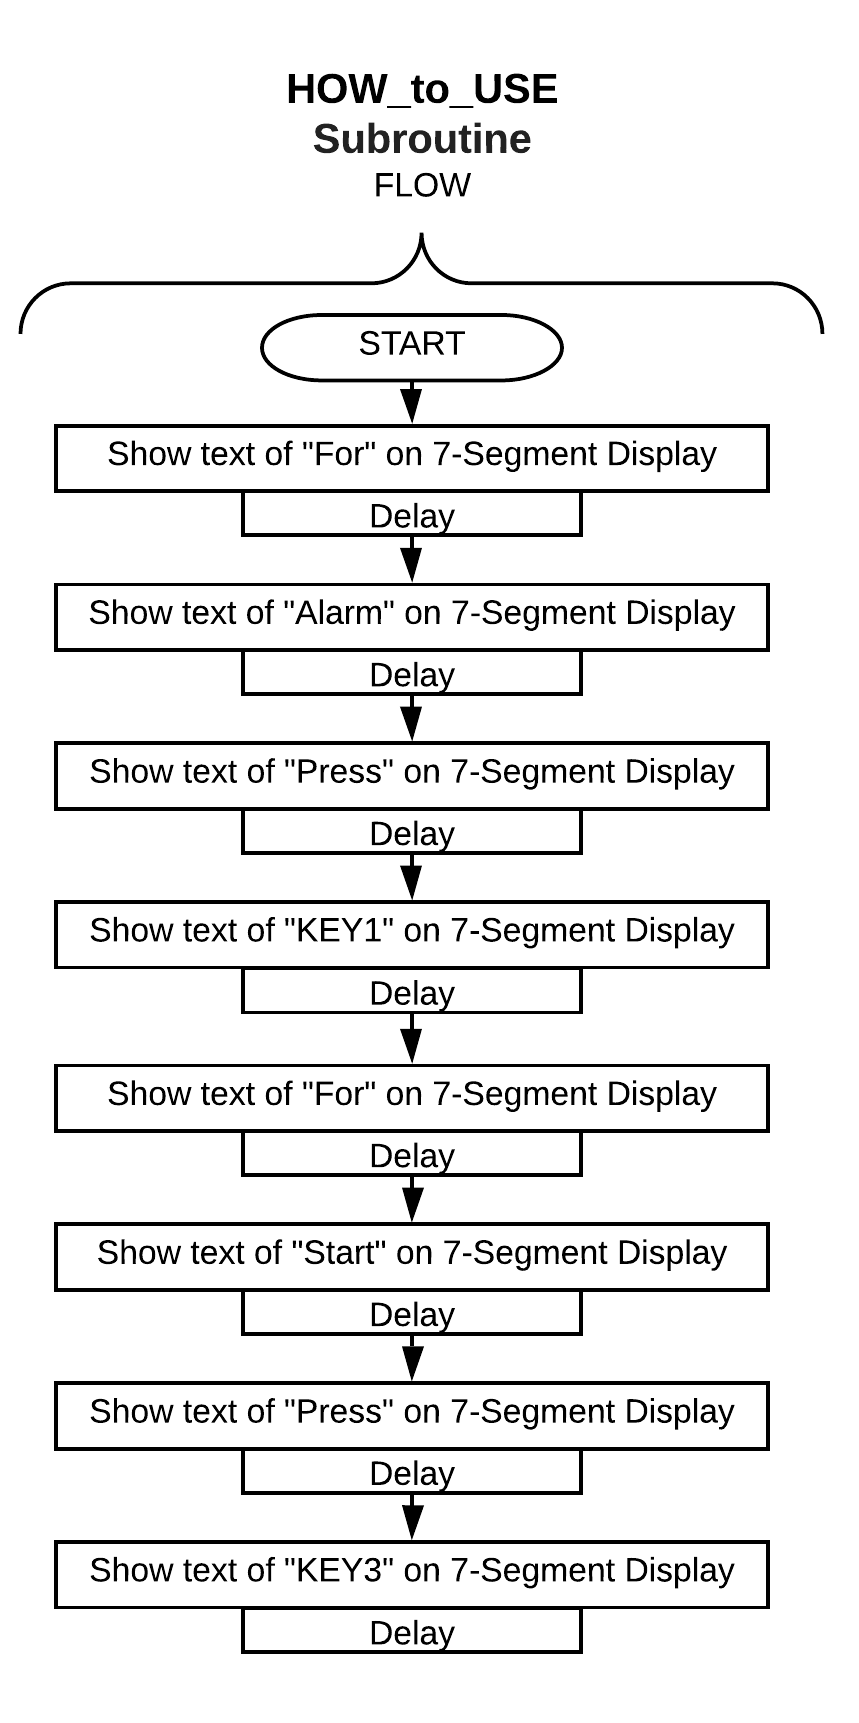 HOW_to_USE
Subroutine
FLOW
START
Show text of "For" on 7-Segment Display
Delay
Show text of "Alarm" on 7-Segment Display
Delay
Show text of "Press" on 7-Segment Display
Delay
Show text of "KEY1" on 7-Segment Display
Delay
Show text of "For" on 7-Segment Display
Delay
Show text of "Start" on 7-Segment Display
Delay
Show text of "Press" on 7-Segment Display
Delay
Show text of "KEY3" on 7-Segment Display
Delay